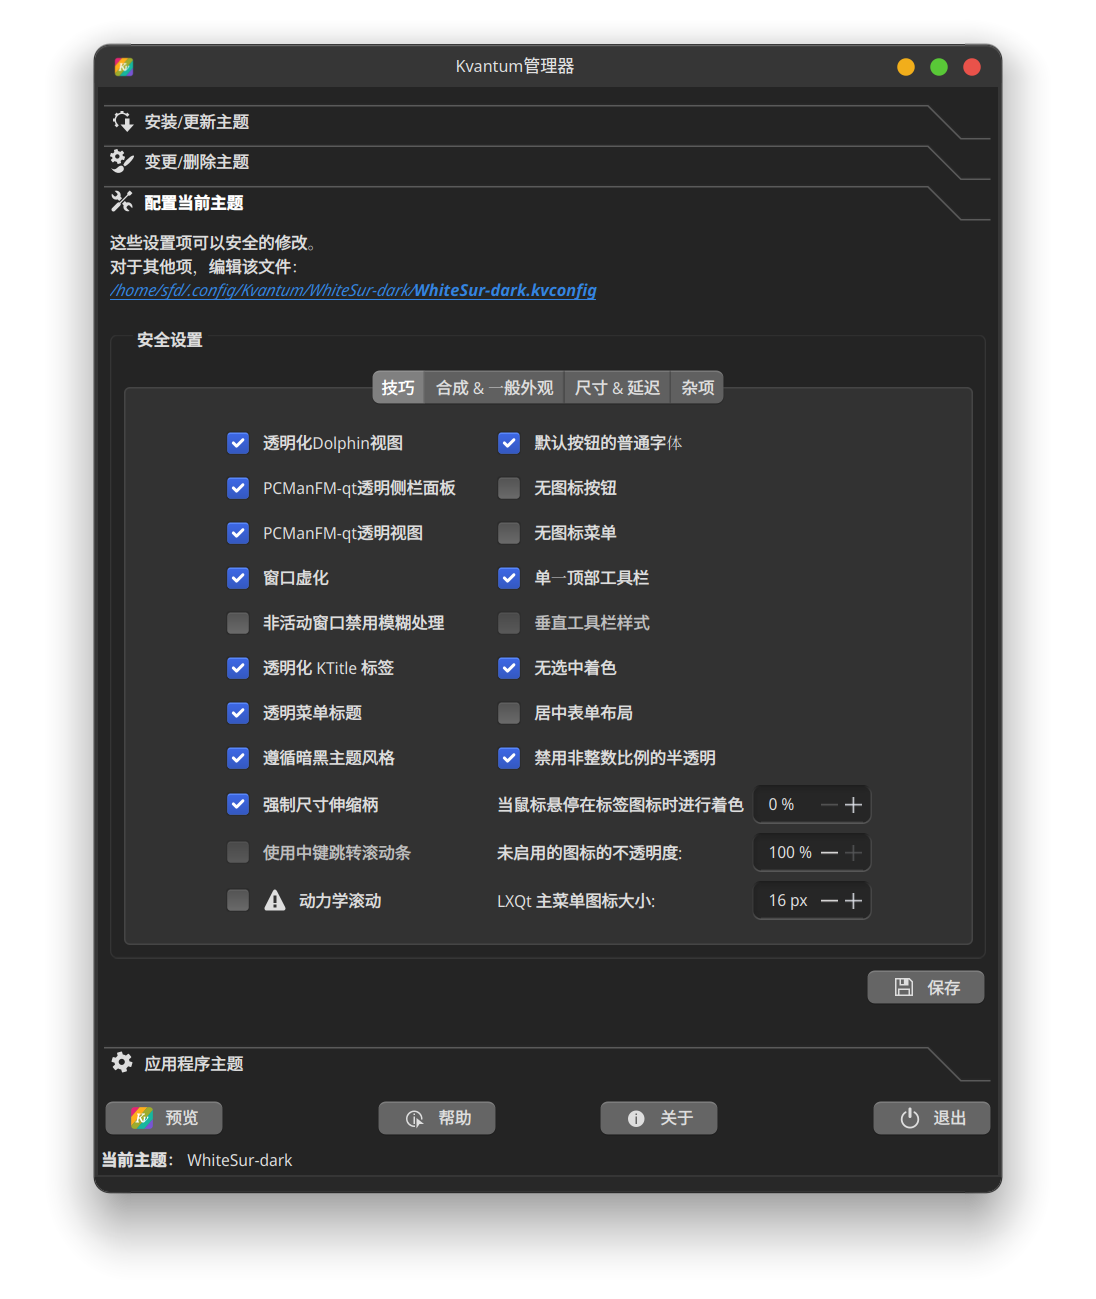 Kvantum管理器
安装/更新主题
变更/删除主题
配置当前主题
这些设置项可以安全的修改。
对于其他项，编辑该文件：
/home/sfd/.config/Kvantum/WhiteSur-dark/WhiteSur-dark.kvconfig
安全设置
技巧 合成 & 一般外观 尺寸 & 延迟 杂项
透明化Dolphin视图 默认按钮的普通字体
PCManFM-qt透明侧栏面板 无图标按钮
PCManFM-qt透明视图 无图标菜单
窗口虚化 单一顶部工具栏
非活动窗口禁用模糊处理 垂直工具栏样式
透明化 KTitle 标签 无选中着色
透明菜单标题 居中表单布局
遵循暗黑主题风格 禁用非整数比例的半透明
强制尺寸伸缩柄 当鼠标悬停在标签图标时进行着色 0 %
使用中键跳转滚动条 未启用的图标的不透明度: 100 %
动力学滚动 LXQt 主菜单图标大小: 16 px
保存
应用程序主题
预览 帮助 关于 退出
当前主题： WhiteSur-dark